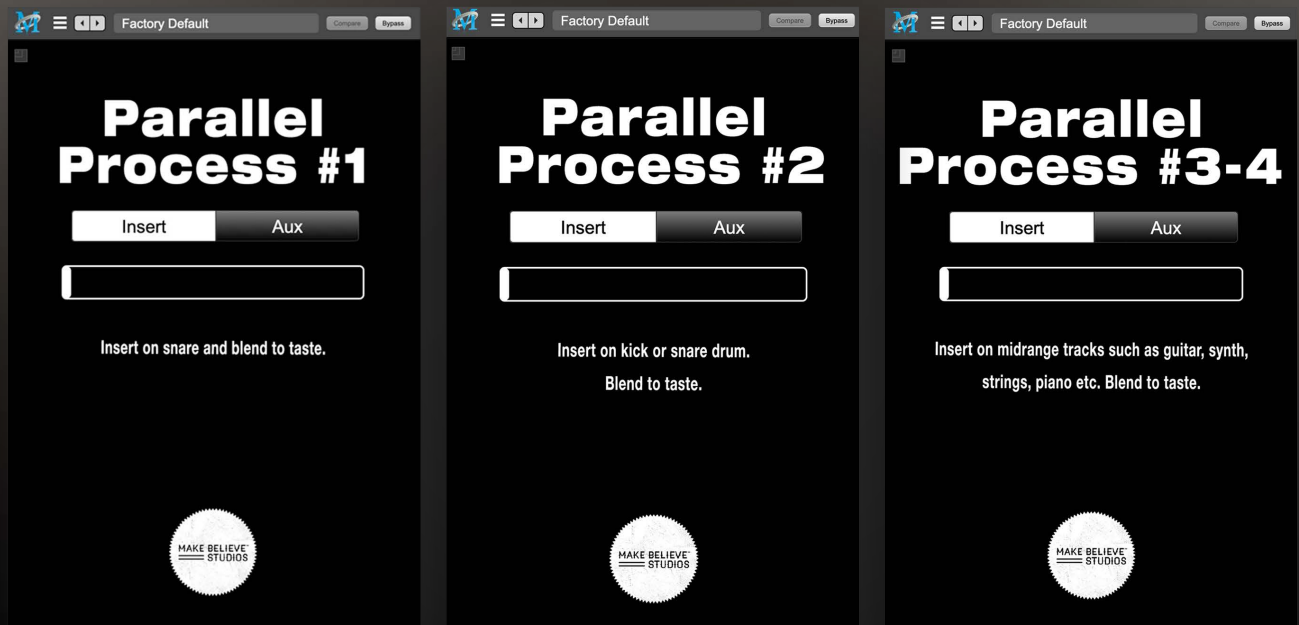 Factory Default
Compare
Bypass
Parallel
Process #1
Insert
Aux
Insert on snare and blend to taste.
MAKE BELIEVE™
STUDIOS
Factory Default
Compare
Bypass
Parallel
Process #2
Insert
Aux
Insert on kick or snare drum.
Blend to taste.
MAKE BELIEVE™
STUDIOS
Factory Default
Compare
Bypass
Parallel
Process #3-4
Insert
Aux
Insert on midrange tracks such as guitar, synth,
strings, piano etc. Blend to taste.
MAKE BELIEVE™
STUDIOS